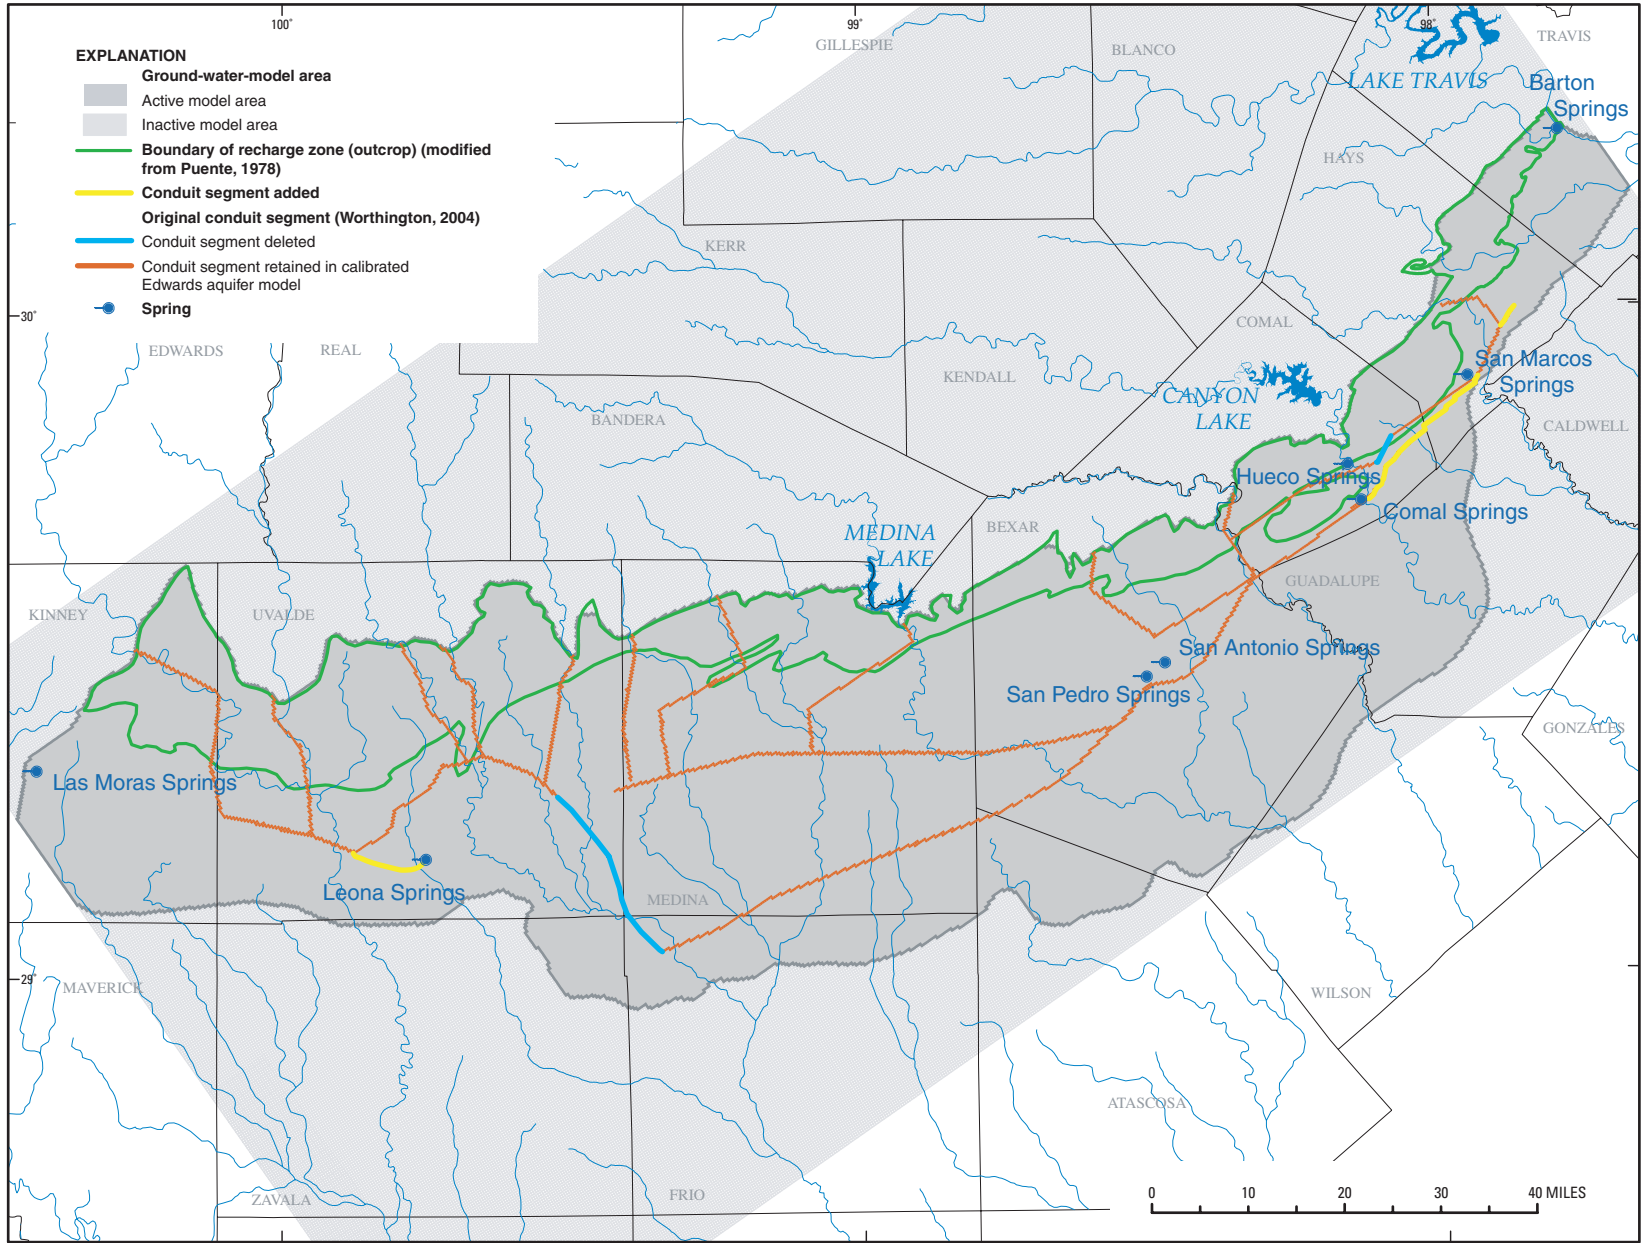 100°
99°
98°
EXPLANATION
Ground-water-model area
Active model area
Inactive model area
Boundary of recharge zone (outcrop) (modified
from Puente, 1978)
Conduit segment added
Original conduit segment (Worthington, 2004)
Conduit segment deleted
Conduit segment retained in calibrated
Edwards aquifer model
Spring
GILLESPIE
BLANCO
TRAVIS
LAKE TRAVIS
Barton
Springs
HAYS
KERR
30°
COMAL
EDWARDS
REAL
KENDALL
San Marcos
Springs
CANYON
LAKE
BANDERA
CALDWELL
Hueco Springs
Comal Springs
MEDINA
LAKE
BEXAR
GUADALUPE
KINNEY
UVALDE
San Antonio Springs
San Pedro Springs
GONZALES
Las Moras Springs
Leona Springs
MEDINA
29°
MAVERICK
WILSON
ATASCOSA
ZAVALA
FRIO
0 10 20 30 40 MILES